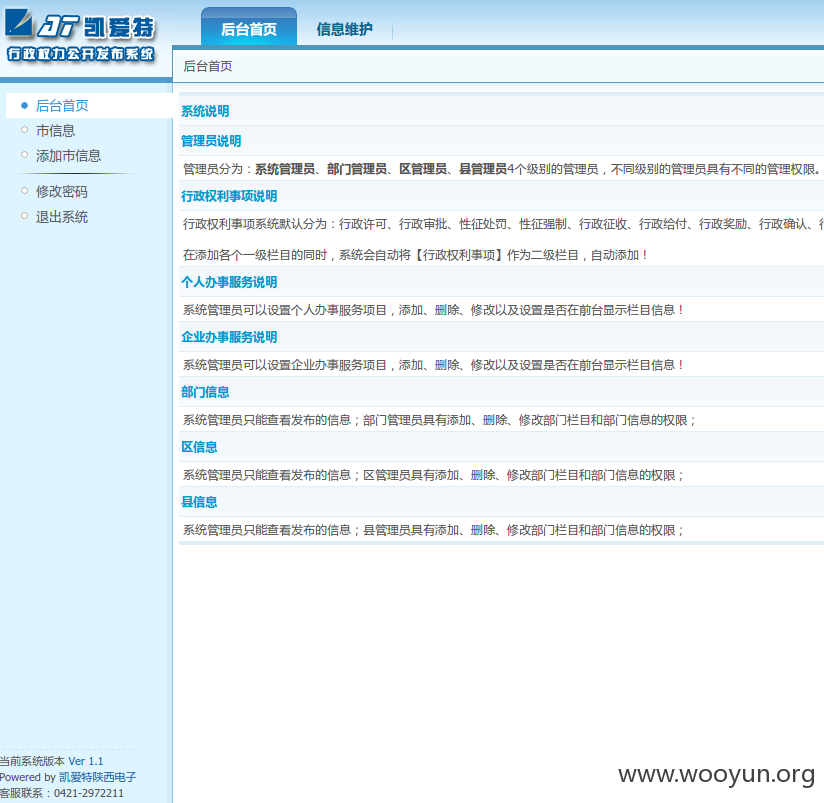 凯爱特
行政权力公开发布系统
后台首页
信息维护
后台首页
后台首页
市信息
添加市信息
修改密码
退出系统
系统说明
管理员说明
管理员分为：系统管理员、部门管理员、区管理员、县管理员4个级别的管理员，不同级别的管理员具有不同的管理权限。
行政权利事项说明
行政权利事项系统默认分为：行政许可、行政审批、性征处罚、性征强制、行政征收、行政给付、行政奖励、行政确认、行
在添加各个一级栏目的同时，系统会自动将【行政权利事项】作为二级栏目，自动添加！
个人办事服务说明
系统管理员可以设置个人办事服务项目，添加、删除、修改以及设置是否在前台显示栏目信息！
企业办事服务说明
系统管理员可以设置企业办事服务项目，添加、删除、修改以及设置是否在前台显示栏目信息！
部门信息
系统管理员只能查看发布的信息；部门管理员具有添加、删除、修改部门栏目和部门信息的权限；
区信息
系统管理员只能查看发布的信息；区管理员具有添加、删除、修改部门栏目和部门信息的权限；
县信息
系统管理员只能查看发布的信息；县管理员具有添加、删除、修改部门栏目和部门信息的权限；
当前系统版本 Ver 1.1
Powered by 凯爱特陕西电子
客服联系：0421-2972211
www.wooyun.org